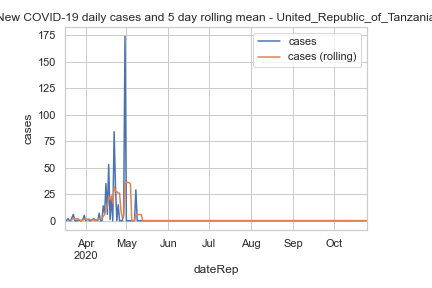 New COVID-19 daily cases and 5 day rolling mean - United_Republic_of_Tanzania
cases
cases (rolling)
175
150
125
100
75
50
25
0
cases
Apr May Jun Jul Aug Sep Oct
2020
dateRep